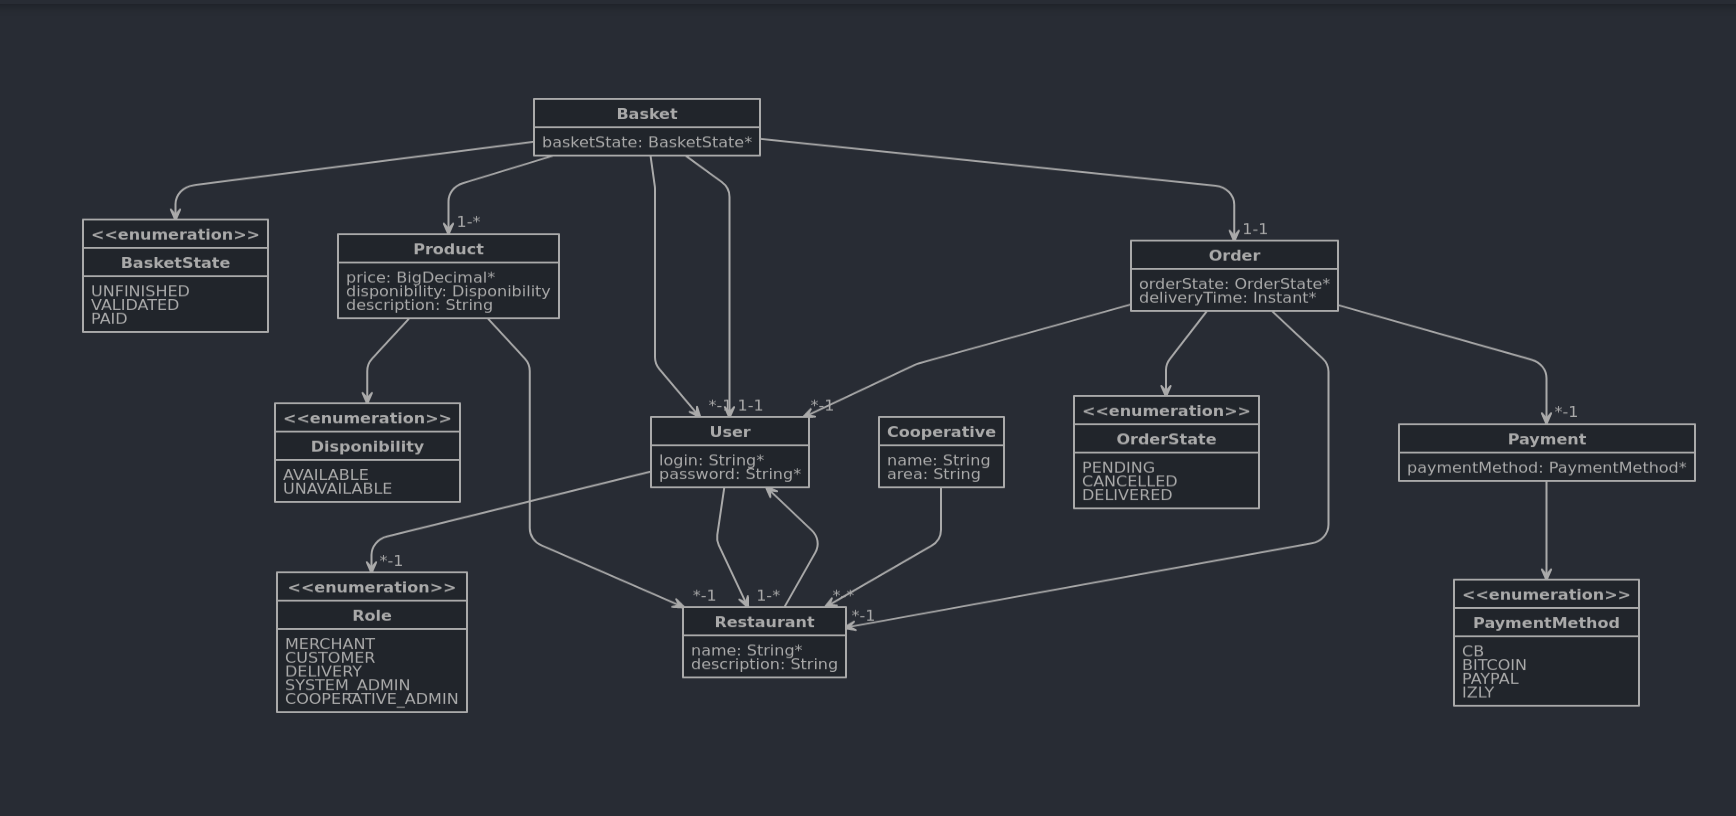 Basket
basketState: BasketState*
1-*
1-1
<<enumeration>>
BasketState
UNFINISHED
VALIDATED
PAID
Product
price: BigDecimal*
disponibility: Disponibility
description: String
Order
orderState: OrderState*
deliveryTime: Instant*
*-1
1-1
*-1
*-1
<<enumeration>>
Disponibility
AVAILABLE
UNAVAILABLE
User
login: String*
password: String*
Cooperative
name: String
area: String
<<enumeration>>
OrderState
PENDING
CANCELLED
DELIVERED
Payment
paymentMethod: PaymentMethod*
*-1
*-1
1-*
*-*
*-1
<<enumeration>>
Role
MERCHANT
CUSTOMER
DELIVERY
SYSTEM_ADMIN
COOPERATIVE_ADMIN
Restaurant
name: String*
description: String
<<enumeration>>
PaymentMethod
CB
BITCOIN
PAYPAL
IZLY